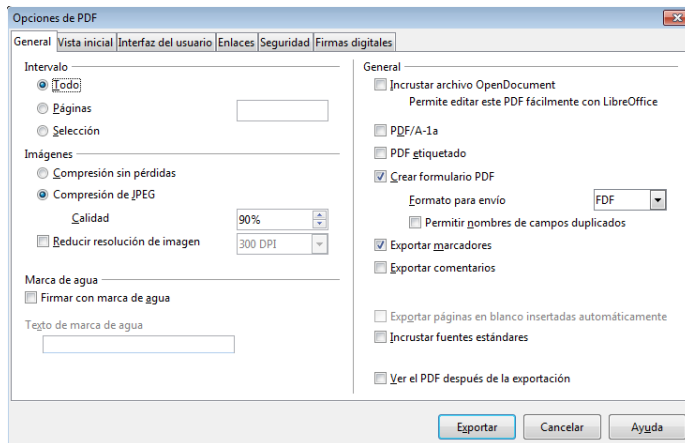 Opciones de PDF
General Vista inicial Interfaz del usuario Enlaces Seguridad Firmas digitales
Intervalo
Todo
Páginas
Selección
Imágenes
Compresión sin pérdidas
Compresión de JPEG
Calidad 90%
Reducir resolución de imagen 300 DPI
Marca de agua
Firmar con marca de agua
Texto de marca de agua
General
Incrustar archivo OpenDocument
Permite editar este PDF fácilmente con LibreOffice
PDF/A-1a
PDF etiquetado
Crear formulario PDF
Formato para envío FDF
Permitir nombres de campos duplicados
Exportar marcadores
Exportar comentarios
Exportar páginas en blanco insertadas automáticamente
Incrustar fuentes estándares
Ver el PDF después de la exportación
Exportar Cancelar Ayuda